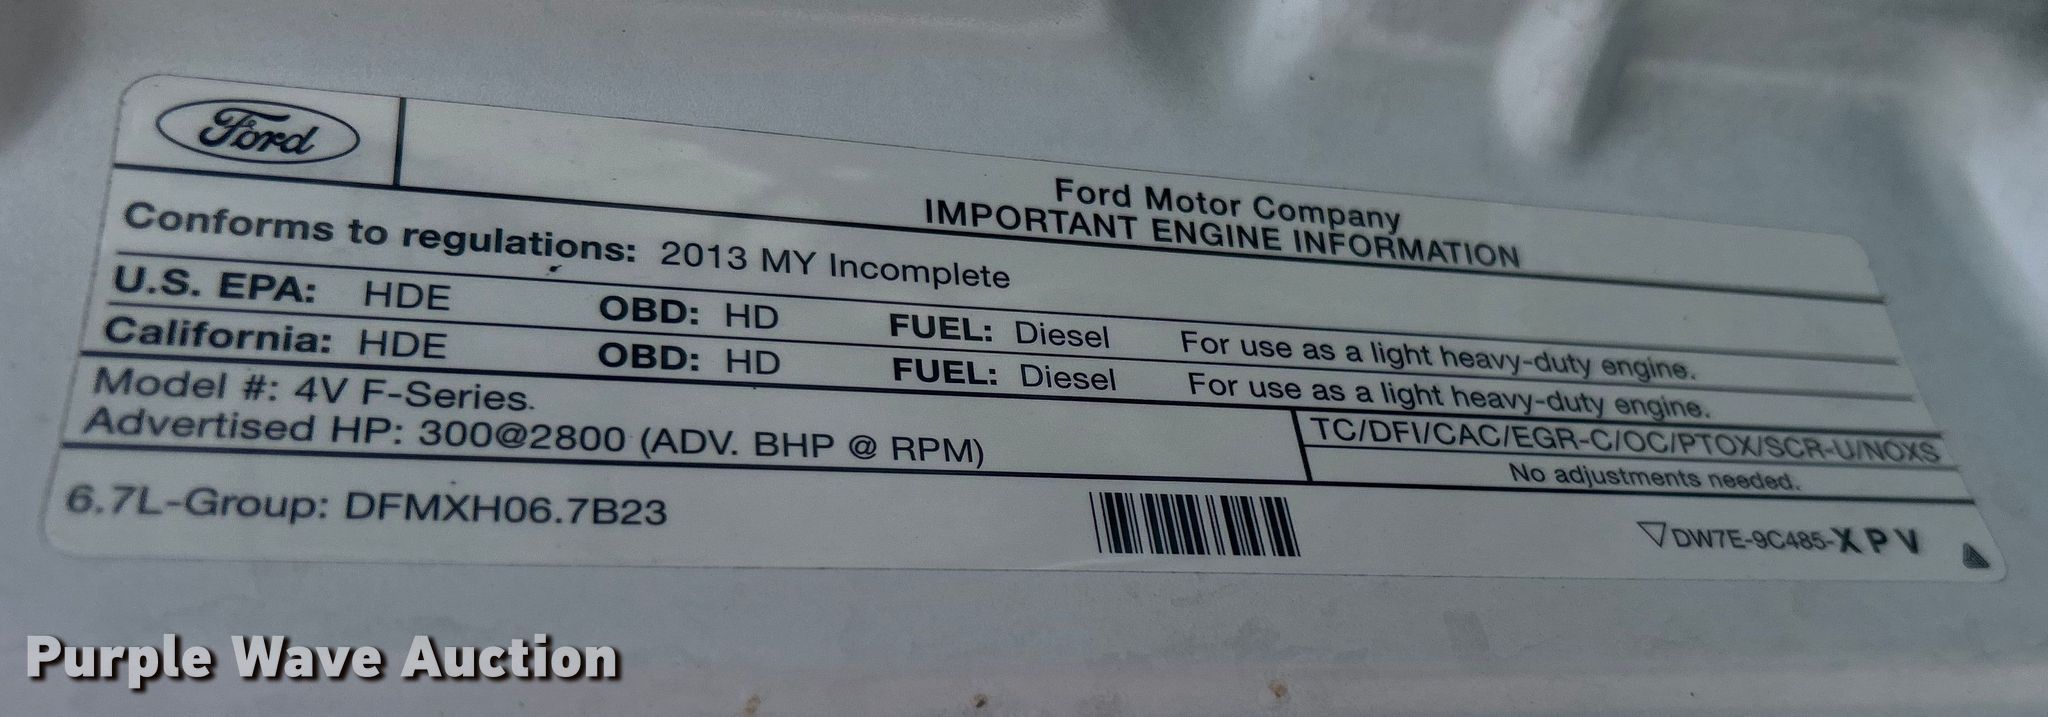 Ford
Ford Motor Company
IMPORTANT ENGINE INFORMATION
Conforms to regulations: 2013 MY Incomplete
U.S. EPA: HDE OBD: HD FUEL: Diesel For use as a light heavy-duty engine.
California: HDE OBD: HD FUEL: Diesel For use as a light heavy-duty engine.
Model #: 4V F-Series.
Advertised HP: 300@2800 (ADV. BHP @ RPM)
TC/DFI/CAC/EGR-C/OC/PTOX/SCR-U/NOXS
No adjustments needed.
6.7L-Group: DFMXH06.7B23
DW7E-9C485-XPV
Purple Wave Auction